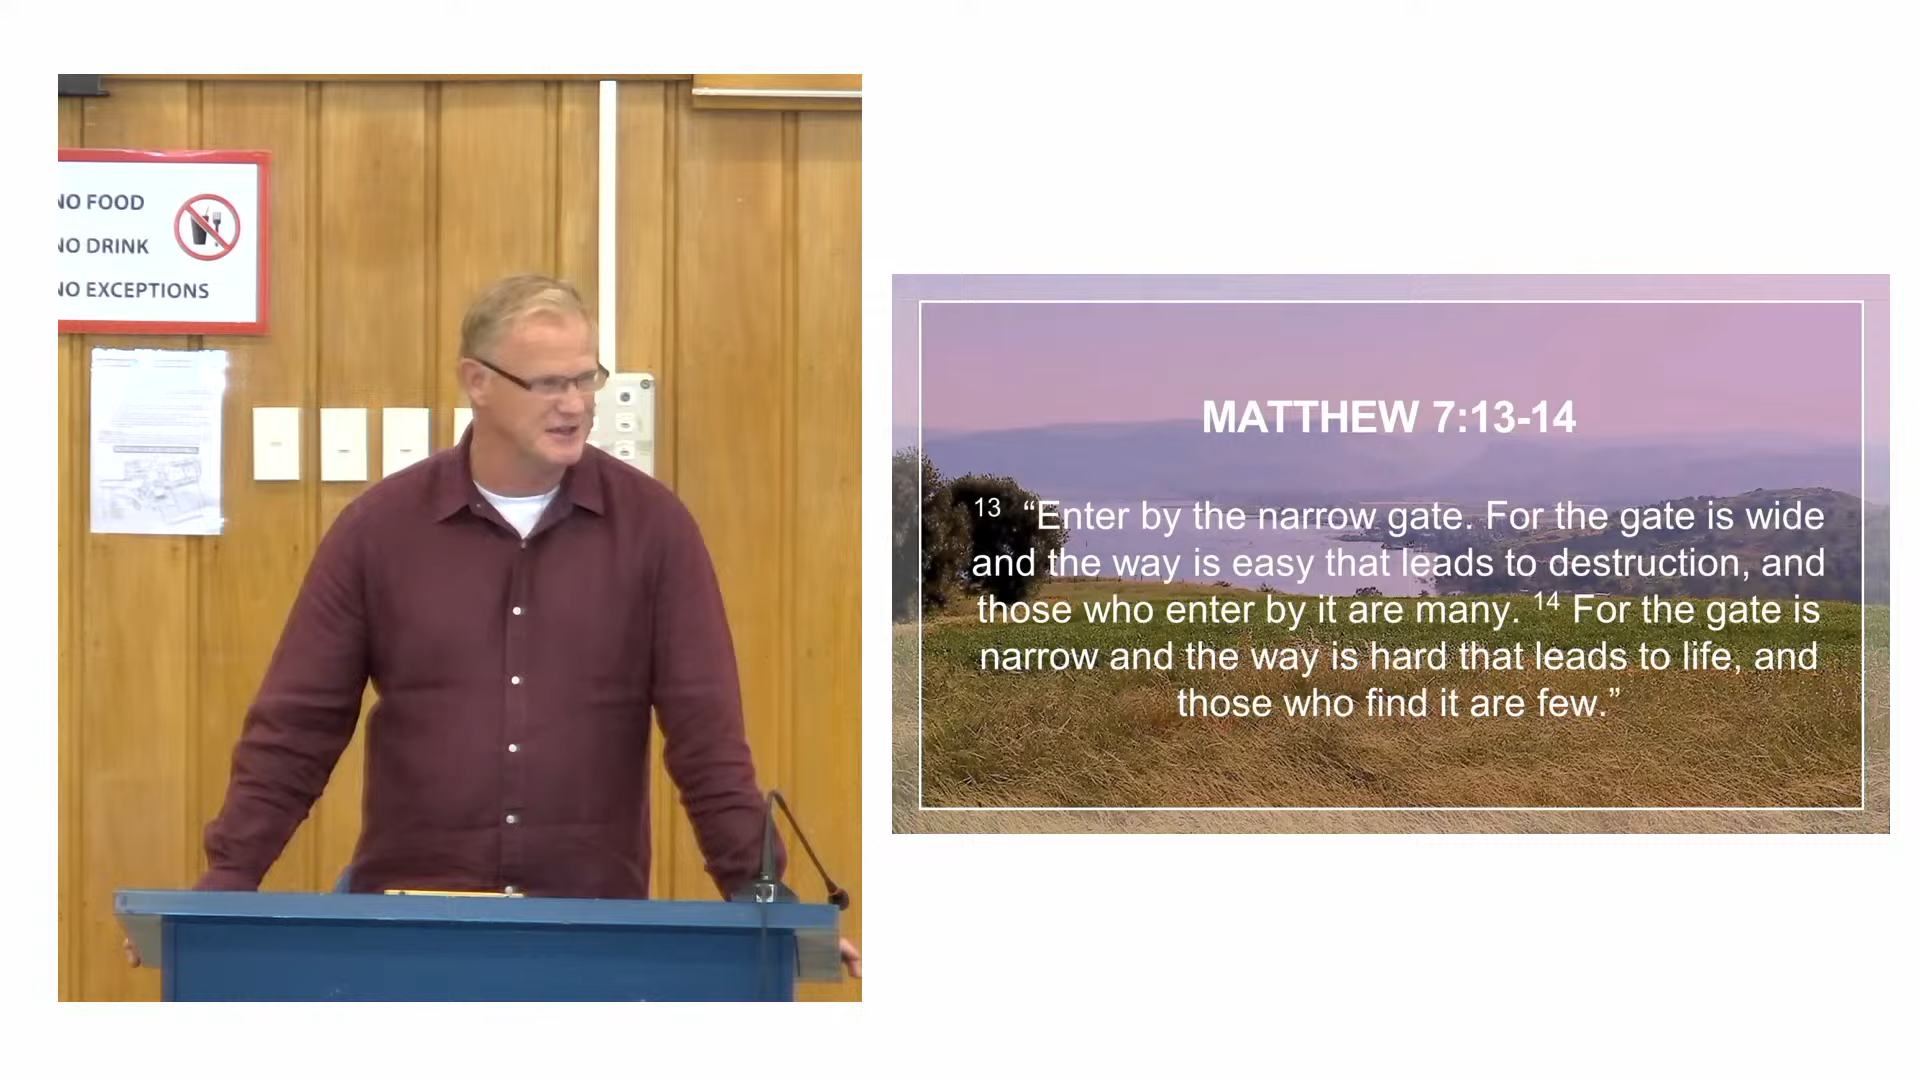 NO FOOD
NO DRINK
NO EXCEPTIONS
MATTHEW 7:13-14
13 “Enter by the narrow gate. For the gate is wide
and the way is easy that leads to destruction, and
those who enter by it are many. 14 For the gate is
narrow and the way is hard that leads to life, and
those who find it are few.”